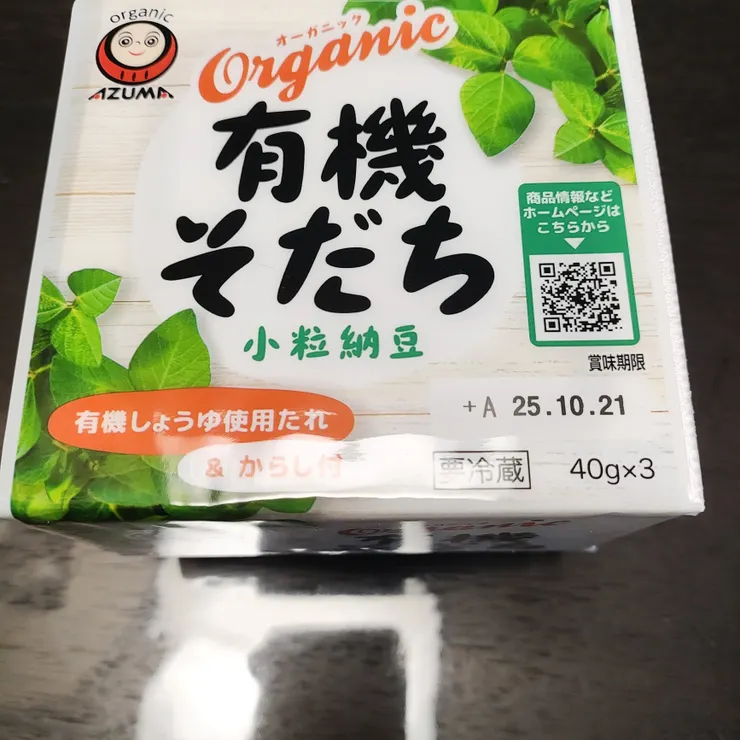 organic
AZUMA
オーガニック
Organic
有機
そだち
小粒納豆
商品情報など
ホームページは
こちらから
賞味期限
+A 25.10.21
有機しょうゆ使用たれ
& からし付
要冷蔵 40g×3